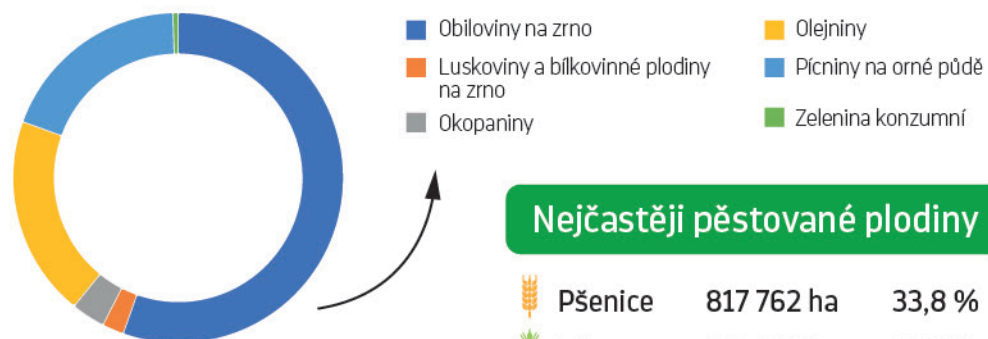 Obiloviny na zrno
Luskoviny a bílkovinné plodiny
na zrno
Okopaniny
Olejniny
Pícniny na orné půdě
Zelenina konzumní
Nejčastěji pěstované plodiny
Pšenice 817 762 ha 33,8 %